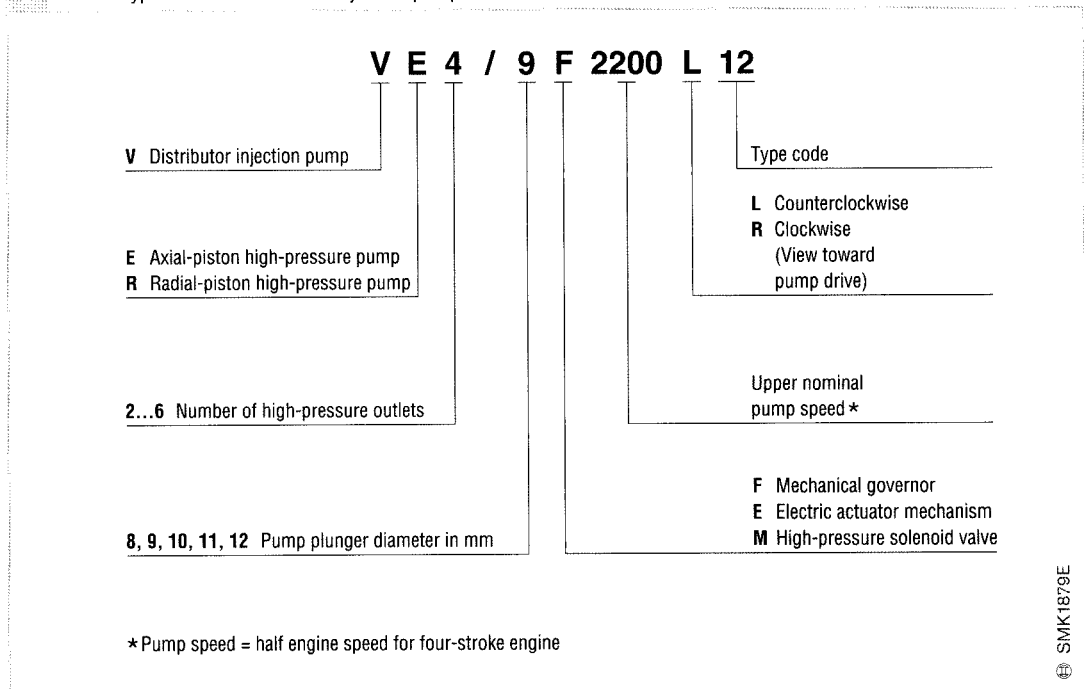 V E 4 / 9 F 2200 L 12
V Distributor injection pump
Type code
L Counterclockwise
R Clockwise
(View toward
pump drive)
E Axial-piston high-pressure pump
R Radial-piston high-pressure pump
Upper nominal
pump speed *
2...6 Number of high-pressure outlets
F Mechanical governor
E Electric actuator mechanism
M High-pressure solenoid valve
8, 9, 10, 11, 12 Pump plunger diameter in mm
* Pump speed = half engine speed for four-stroke engine
SMK1879E